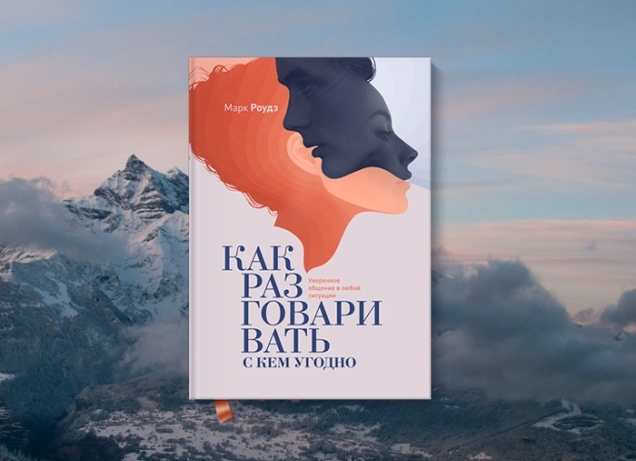 Марк Роудз
КАК
РАЗ
ГОВАРИ
ВАТЬ
С КЕМ УГОДНО
Уверенное
общение в любой
ситуации